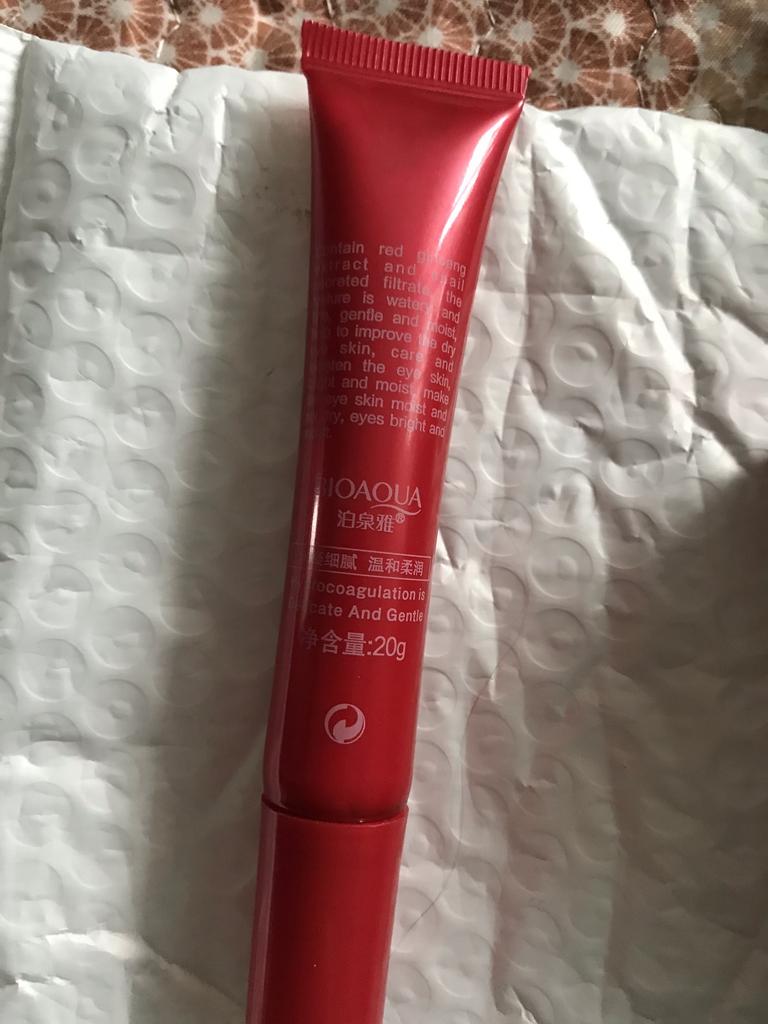 red ginseng
and
filtrate, the
is watery and
gentle and moist,
to improve the dry
skin, care and
the eye skin,
and moist, make
eye skin moist and
eyes bright and
BIOAQUA
泊泉雅®
细腻 温和柔润
is
And Gentle
净含量:20g